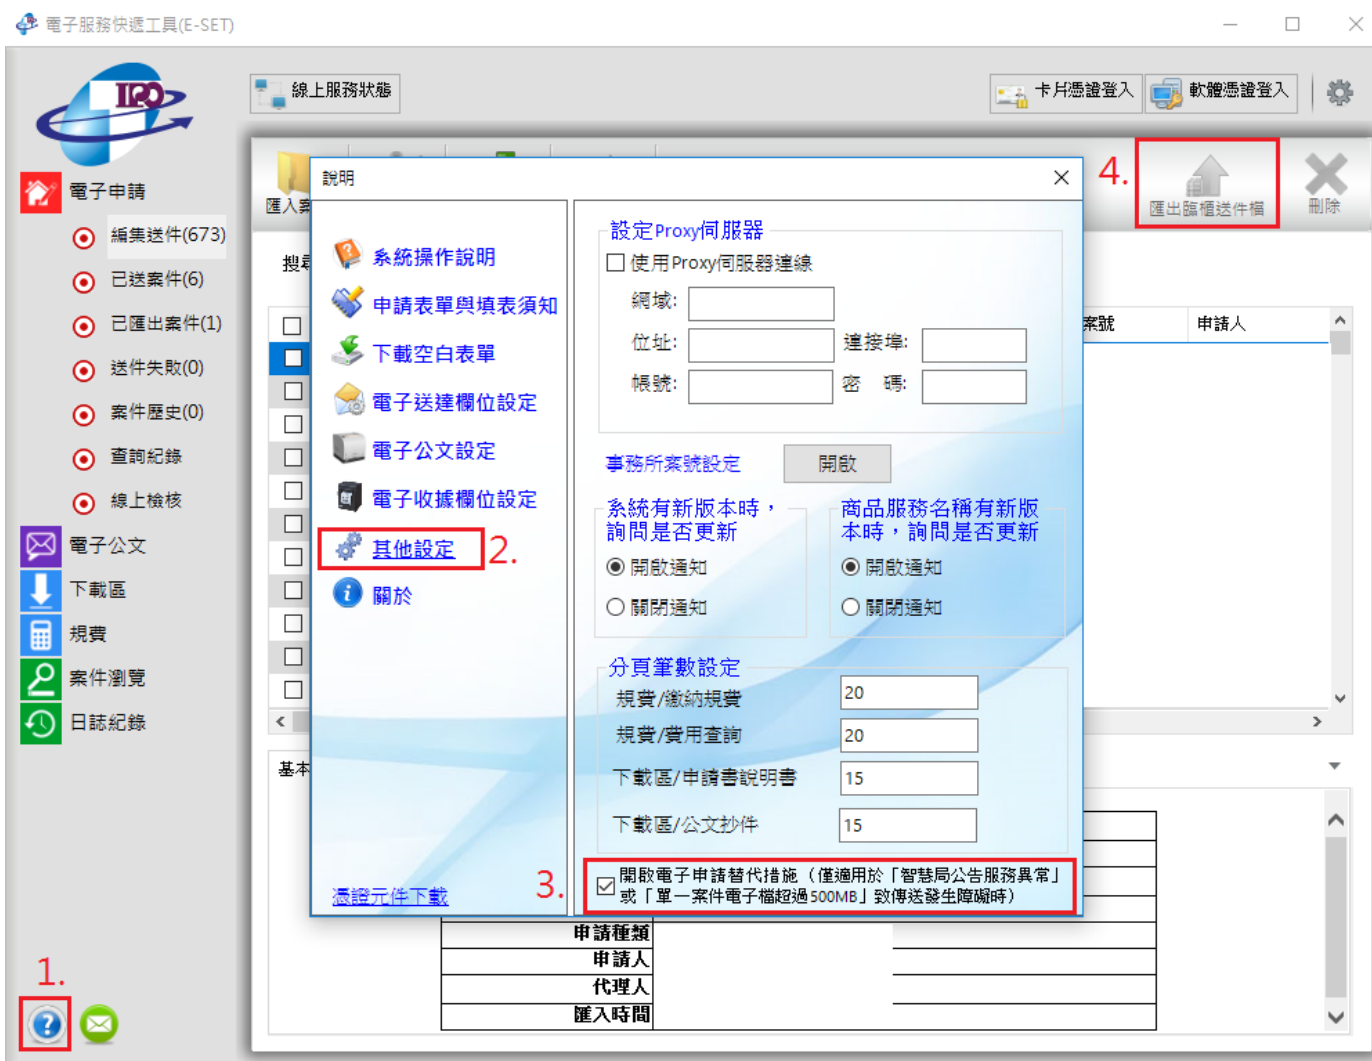 電子服務快遞工具(E-SET)
IPO
線上服務狀態
卡片憑證登入
軟體憑證登入
電子申請
編集送件(673)
已送案件(6)
已匯出案件(1)
送件失敗(0)
案件歷史(0)
查詢紀錄
線上檢核
電子公文
下載區
規費
案件瀏覽
日誌紀錄
1.
匯入案
4.
匯出臨櫃送件檔
刪除
搜尋
案號
申請人
說明
系統操作說明
申請表單與填表須知
下載空白表單
電子送達欄位設定
電子公文設定
電子收據欄位設定
其他設定
2.
關於
憑證元件下載
設定Proxy伺服器
使用Proxy伺服器連線
網域:
位址:
連接埠:
帳號:
密 碼:
事務所案號設定
開啟
系統有新版本時，
詢問是否更新
開啟通知
關閉通知
商品服務名稱有新版
本時，詢問是否更新
開啟通知
關閉通知
分頁筆數設定
規費/繳納規費
20
規費/費用查詢
20
下載區/申請書說明書
15
下載區/公文抄件
15
3.
開啟電子申請替代措施（僅適用於「智慧局公告服務異常」
或「單一案件電子檔超過500MB」致傳送發生障礙時）
基本
申請種類
申請人
代理人
匯入時間